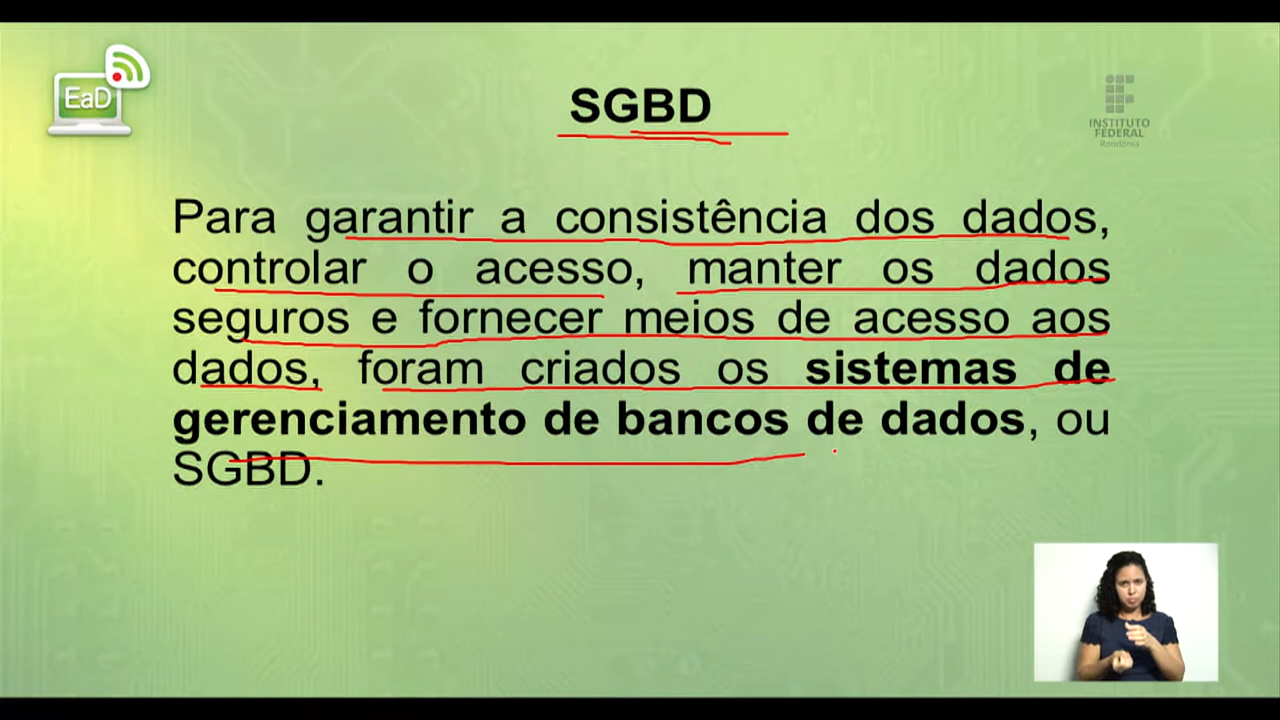 EaD
SGBD
INSTITUTO
FEDERAL
Rondônia
Para garantir a consistência dos dados,
controlar o acesso, manter os dados
seguros e fornecer meios de acesso aos
dados, foram criados os sistemas de
gerenciamento de bancos de dados, ou
SGBD.